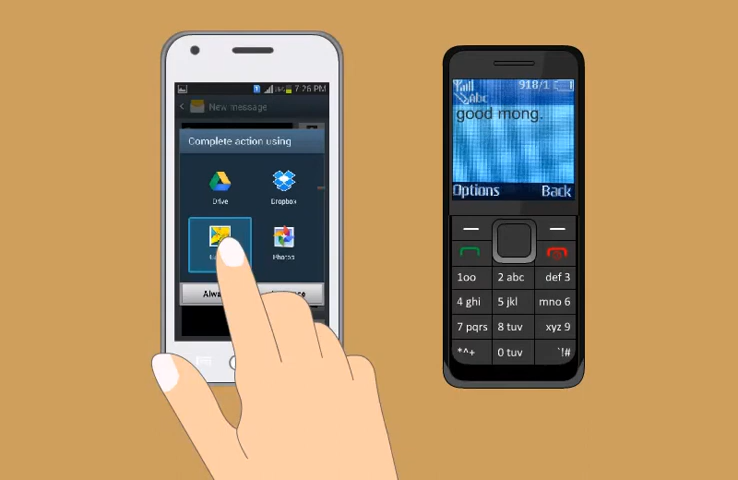 7:26 PM
New message
Complete action using
Drive
Dropbox
Photos
918/1
Abc
good mong.
Options
Back
1oo
2 abc
def 3
4 ghi
5 jkl
mno 6
7 pqrs
8 tuv
xyz 9
*^+
0 tuv
`!#